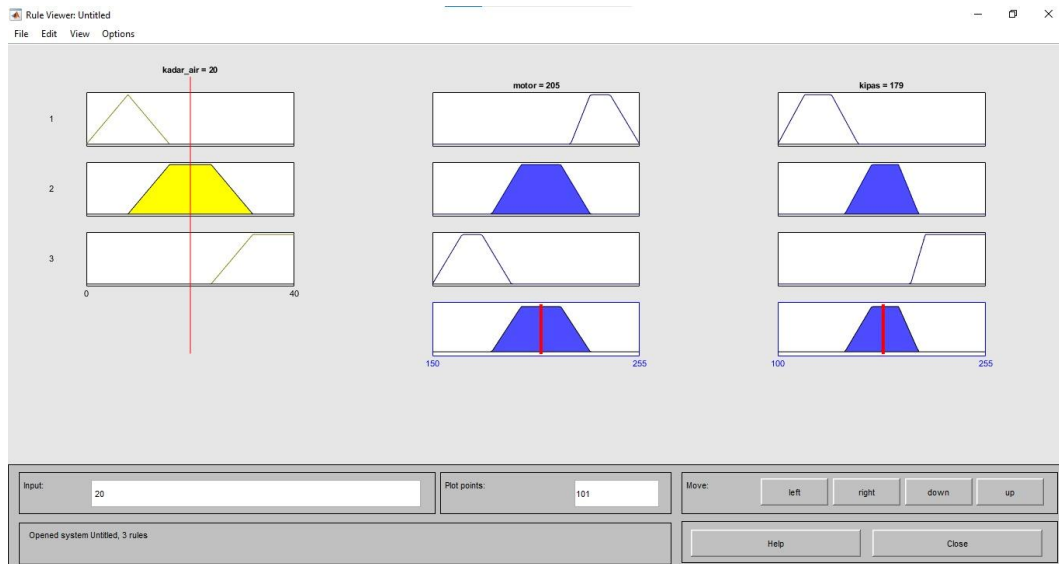 Rule Viewer: Untitled
File Edit View Options
kadar_air = 20
motor = 205
kipas = 179
1
2
3
0 40
150 255
100 255
Input:
20
Plot points:
101
Move:
left right down up
Opened system Untitled, 3 rules
Help Close